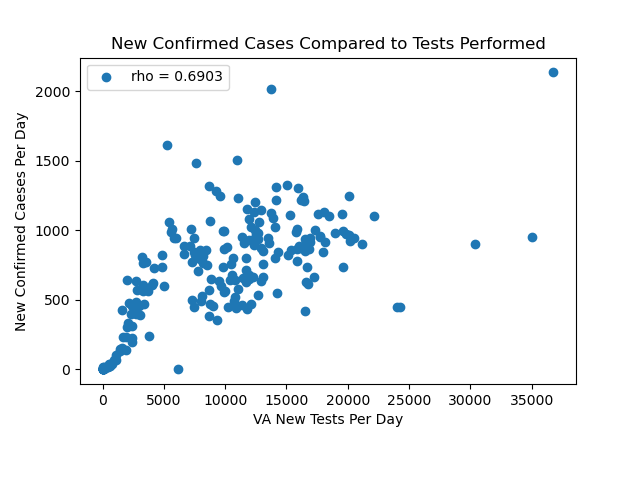 New Confirmed Cases Compared to Tests Performed
rho = 0.6903
New Confirmed Caeses Per Day
2000
1500
1000
500
0
0 5000 10000 15000 20000 25000 30000 35000
VA New Tests Per Day